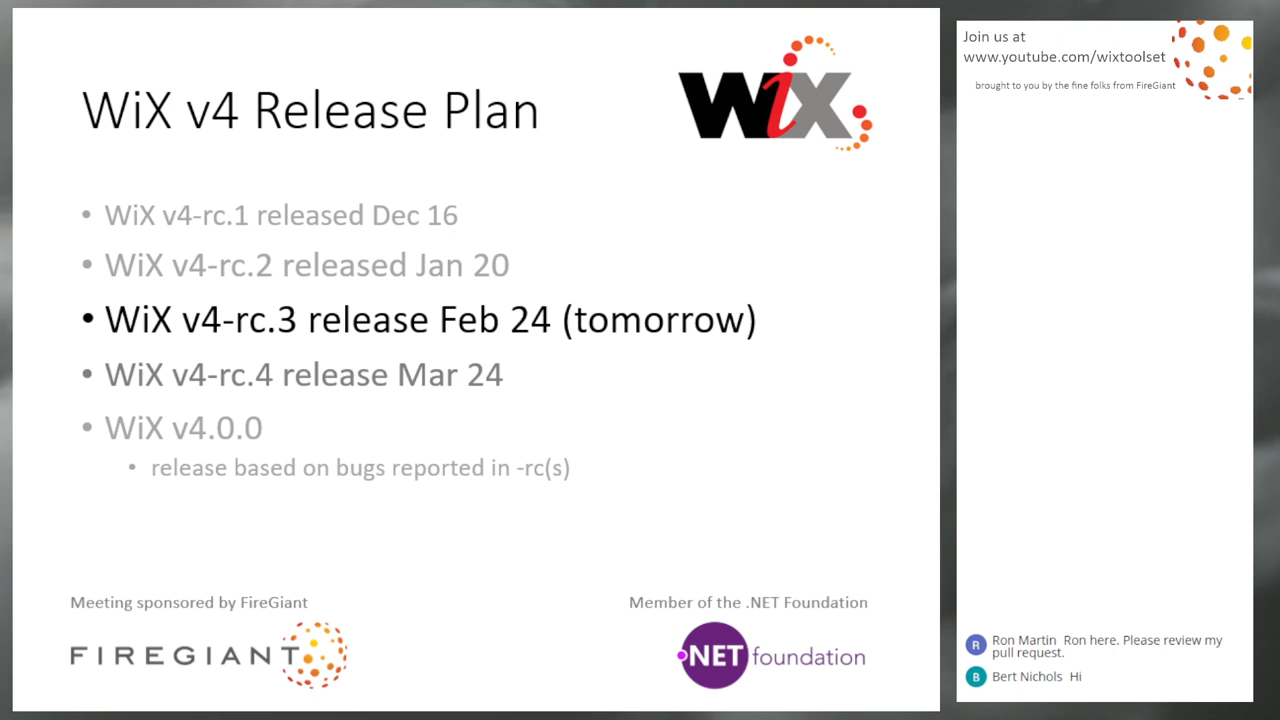 WiX v4 Release Plan
WiX
• WiX v4-rc.1 released Dec 16
• WiX v4-rc.2 released Jan 20
• WiX v4-rc.3 release Feb 24 (tomorrow)
• WiX v4-rc.4 release Mar 24
• WiX v4.0.0
• release based on bugs reported in -rc(s)
Meeting sponsored by FireGiant
FIREGIANT
Member of the .NET Foundation
.NET foundation
Join us at
www.youtube.com/wixtoolset
brought to you by the fine folks from FireGiant
R Ron Martin Ron here. Please review my
pull request.
B Bert Nichols Hi